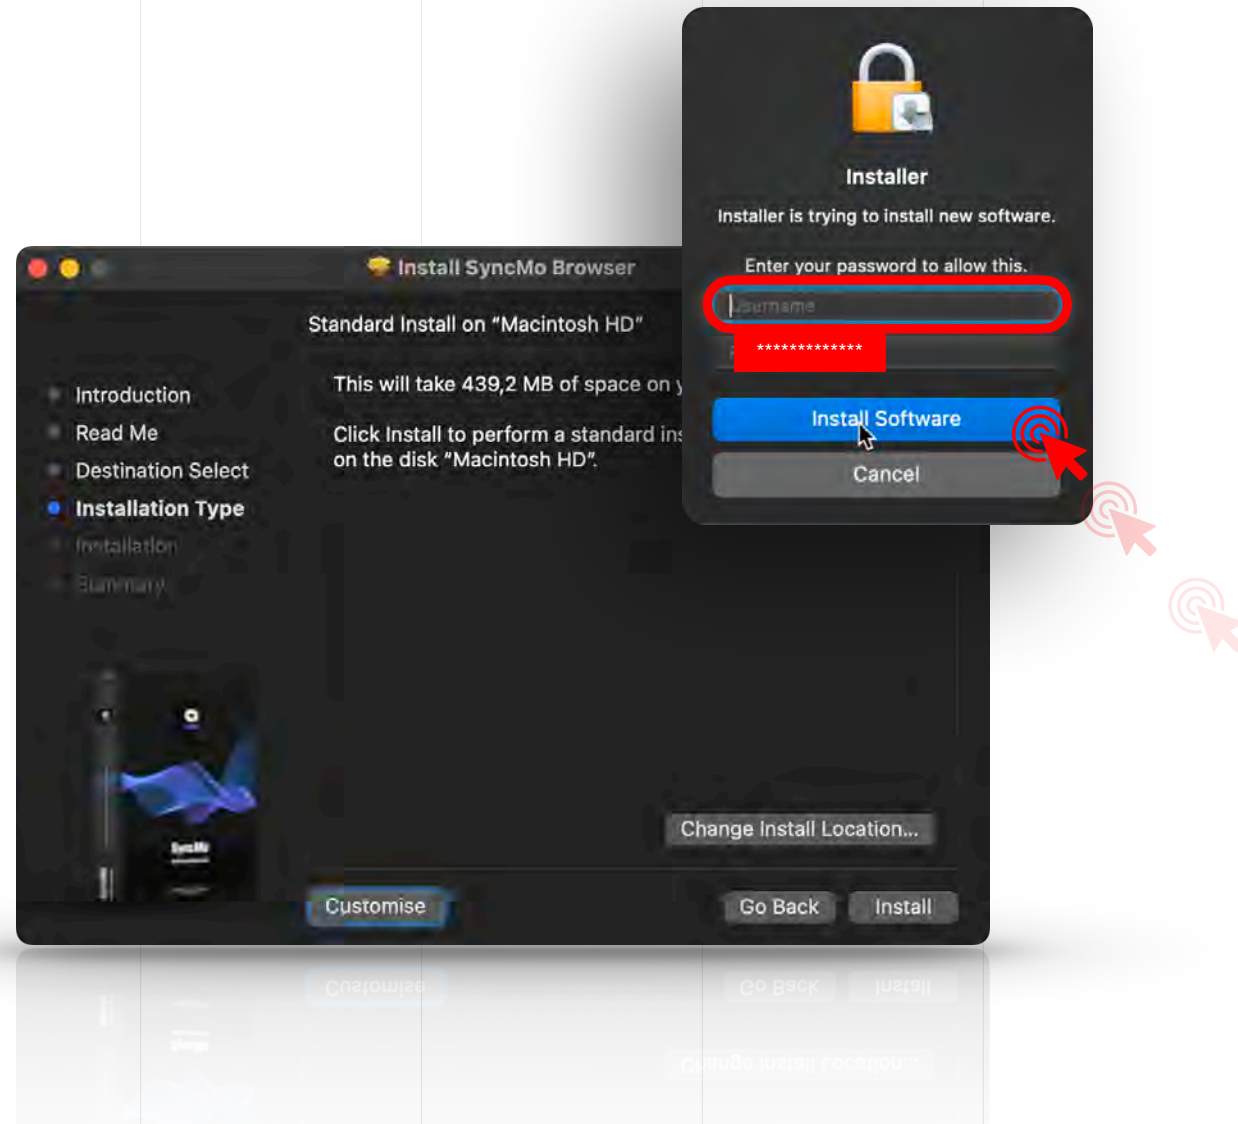 Installer
Installer is trying to install new software.
Enter your password to allow this.
Username
*************
Install Software
Cancel
Install SyncMo Browser
Standard Install on “Macintosh HD”
This will take 439,2 MB of space on
Click Install to perform a standard ins
on the disk “Macintosh HD”.
Introduction
Read Me
Destination Select
Installation Type
Installation
Summary
SyncMo
Change Install Location...
Customise
Go Back
Install